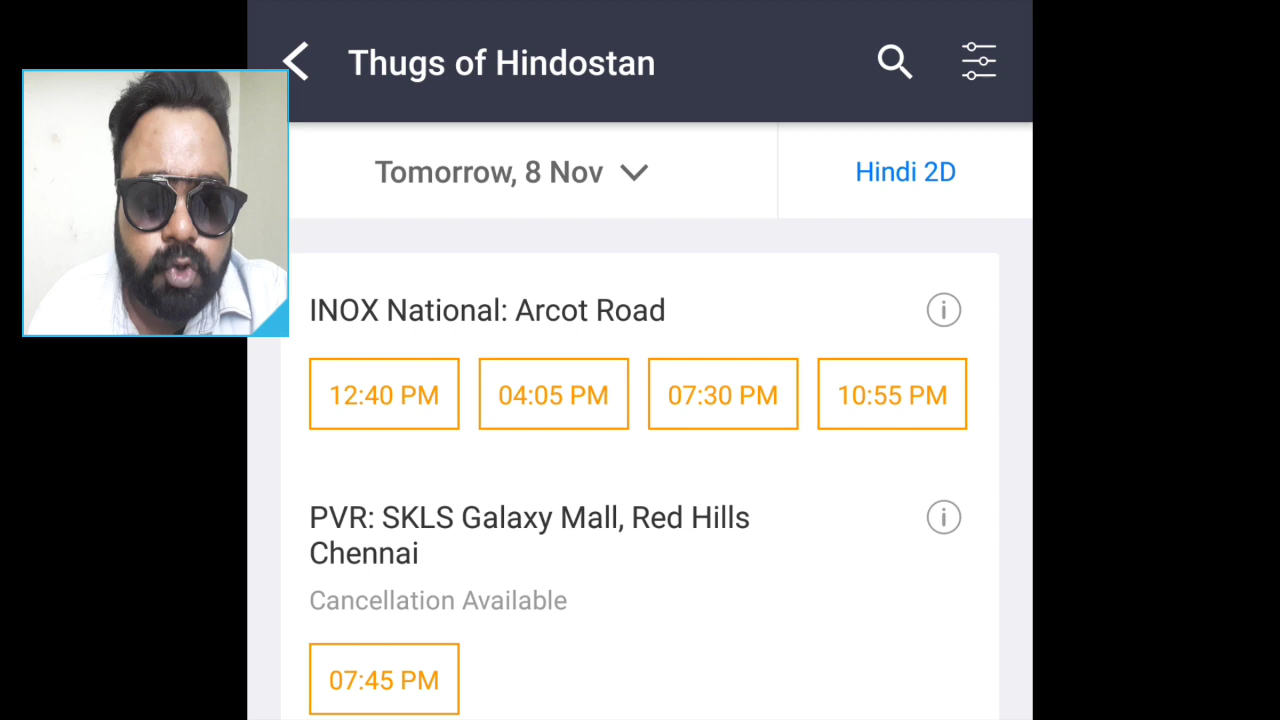 Thugs of Hindostan
Tomorrow, 8 Nov
Hindi 2D
INOX National: Arcot Road
12:40 PM
04:05 PM
07:30 PM
10:55 PM
PVR: SKLS Galaxy Mall, Red Hills
Chennai
Cancellation Available
07:45 PM